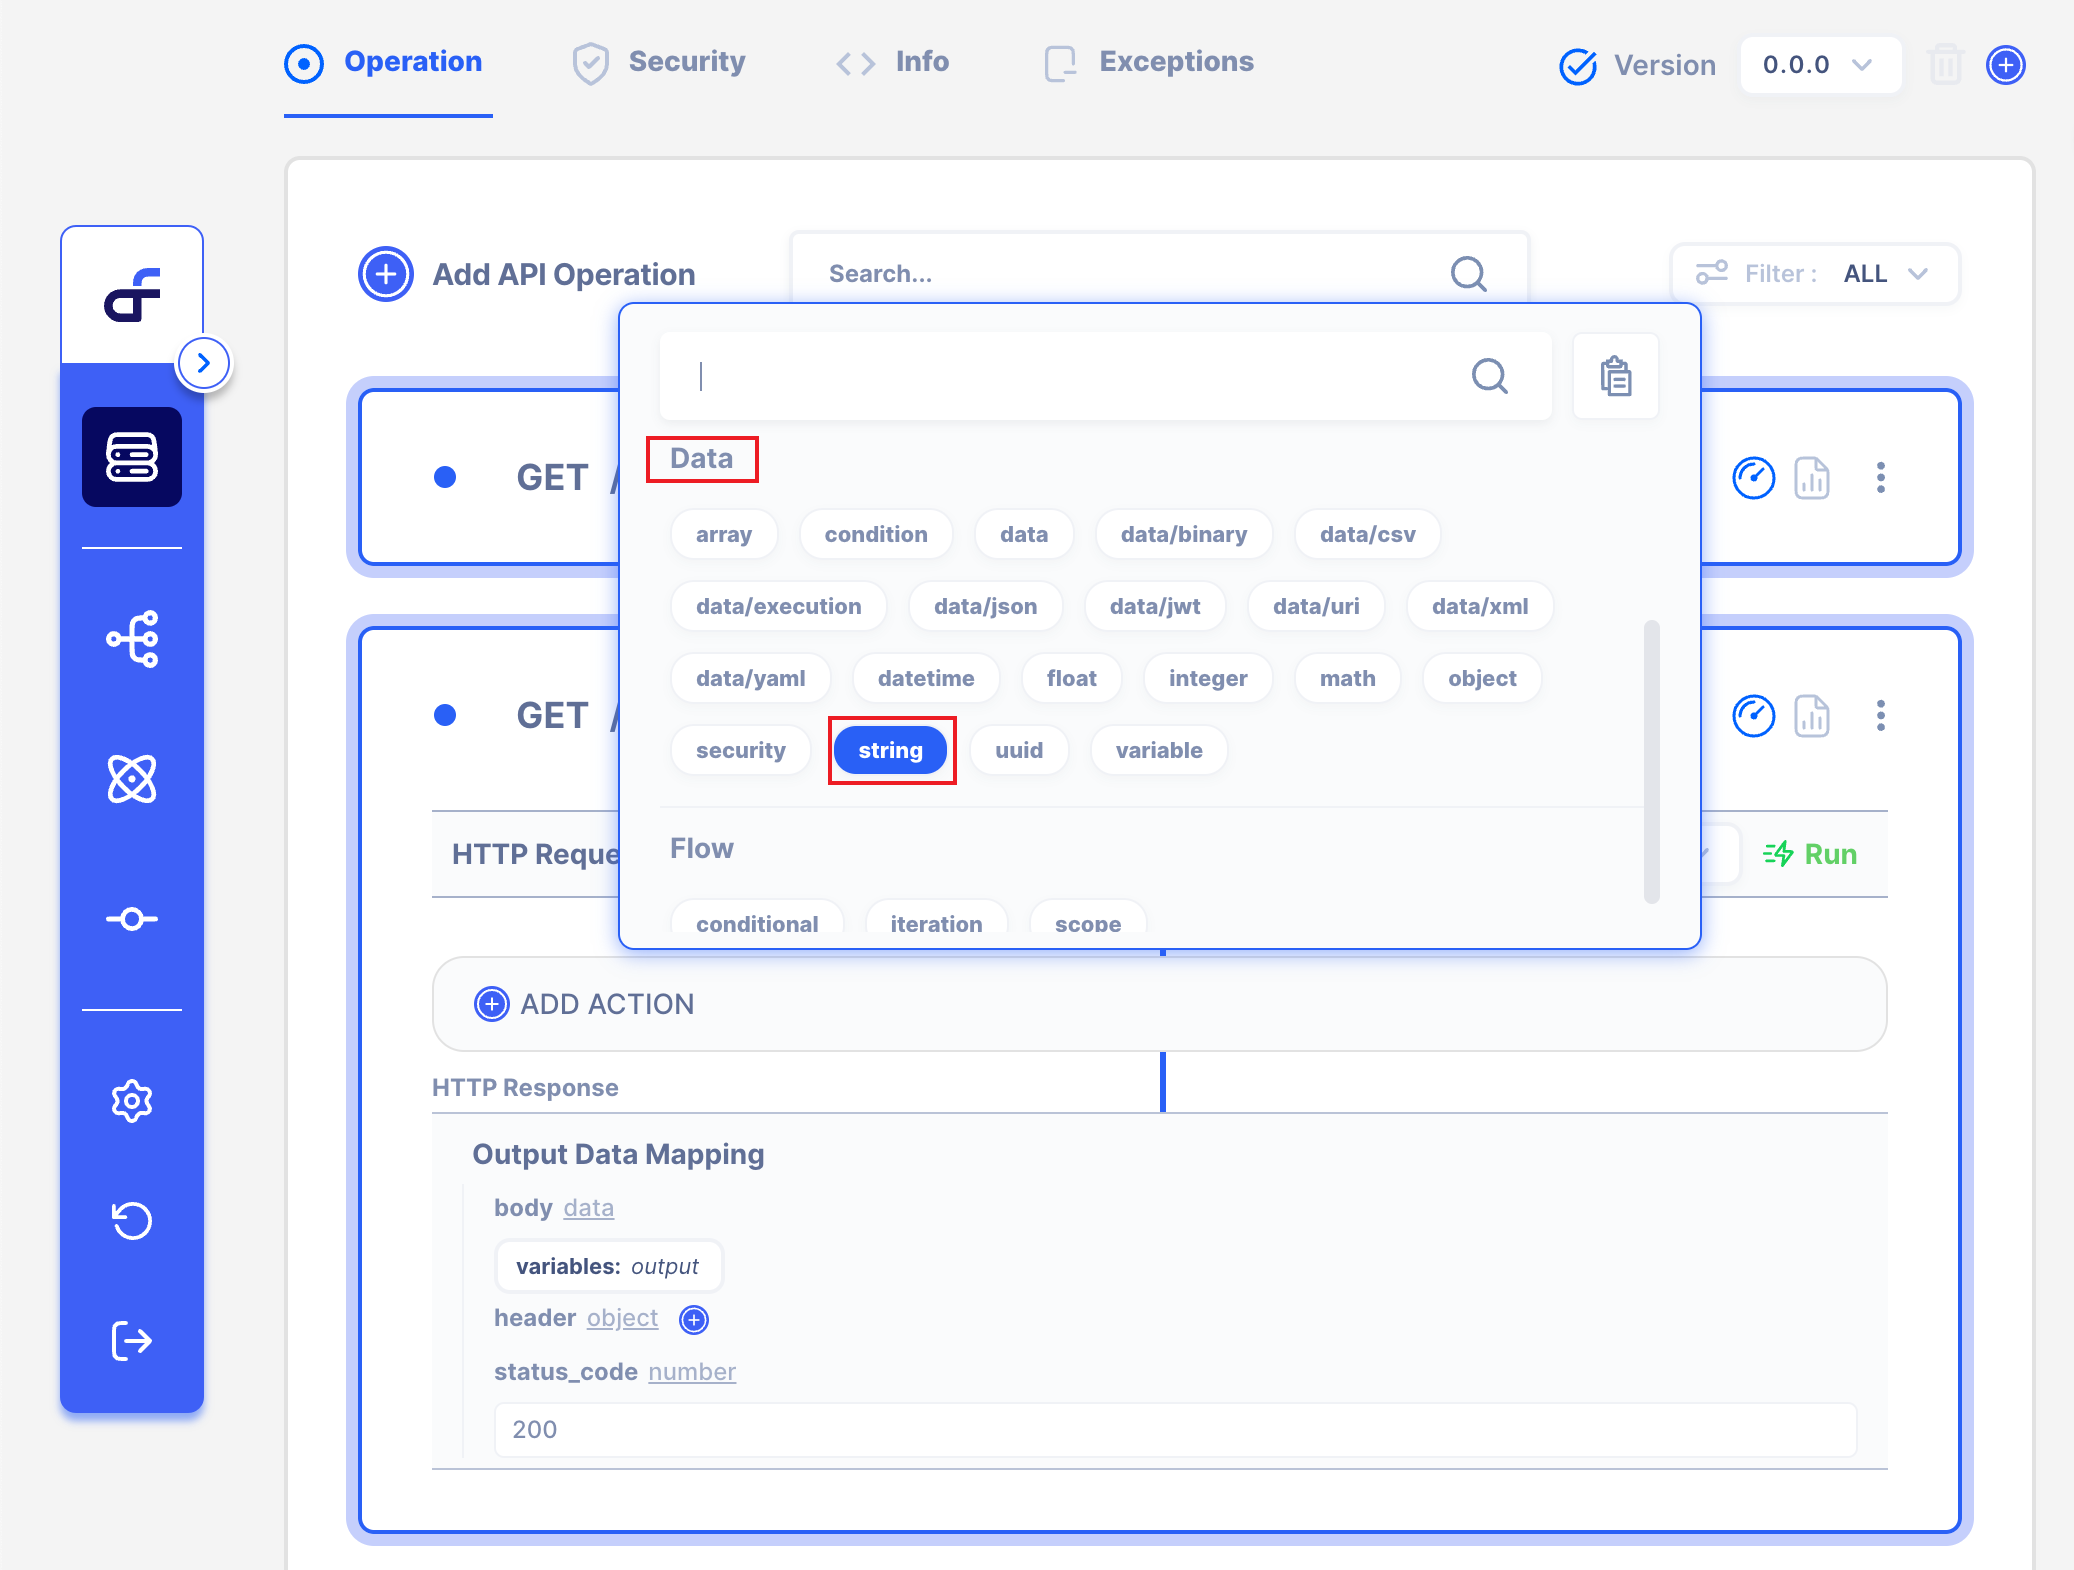 Operation Security Info Exceptions Version 0.0.0
Add API Operation Search... Filter : ALL
Data
GET /
array condition data data/binary data/csv
data/execution data/json data/jwt data/uri data/xml
data/yaml datetime float integer math object
GET /
security string uuid variable
Flow
HTTP Reque Run
conditional iteration scope
ADD ACTION
HTTP Response
Output Data Mapping
body data
variables: output
header object
status_code number
200